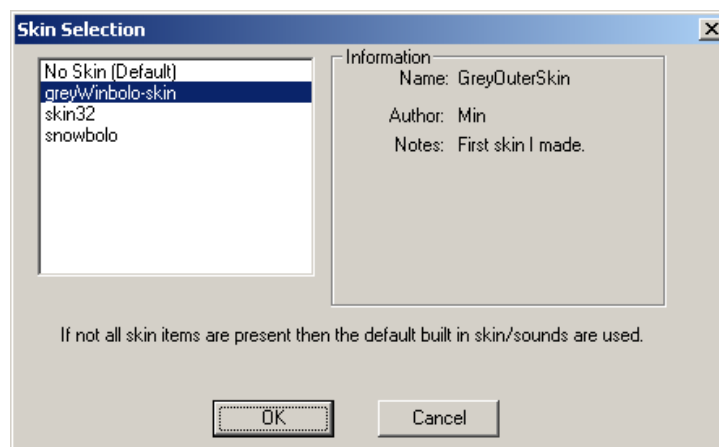 Skin Selection
No Skin (Default)
greyWinbolo-skin
skin32
snowbolo
Information
Name: GreyOuterSkin
Author: Min
Notes: First skin I made.
If not all skin items are present then the default built in skin/sounds are used.
OK
Cancel